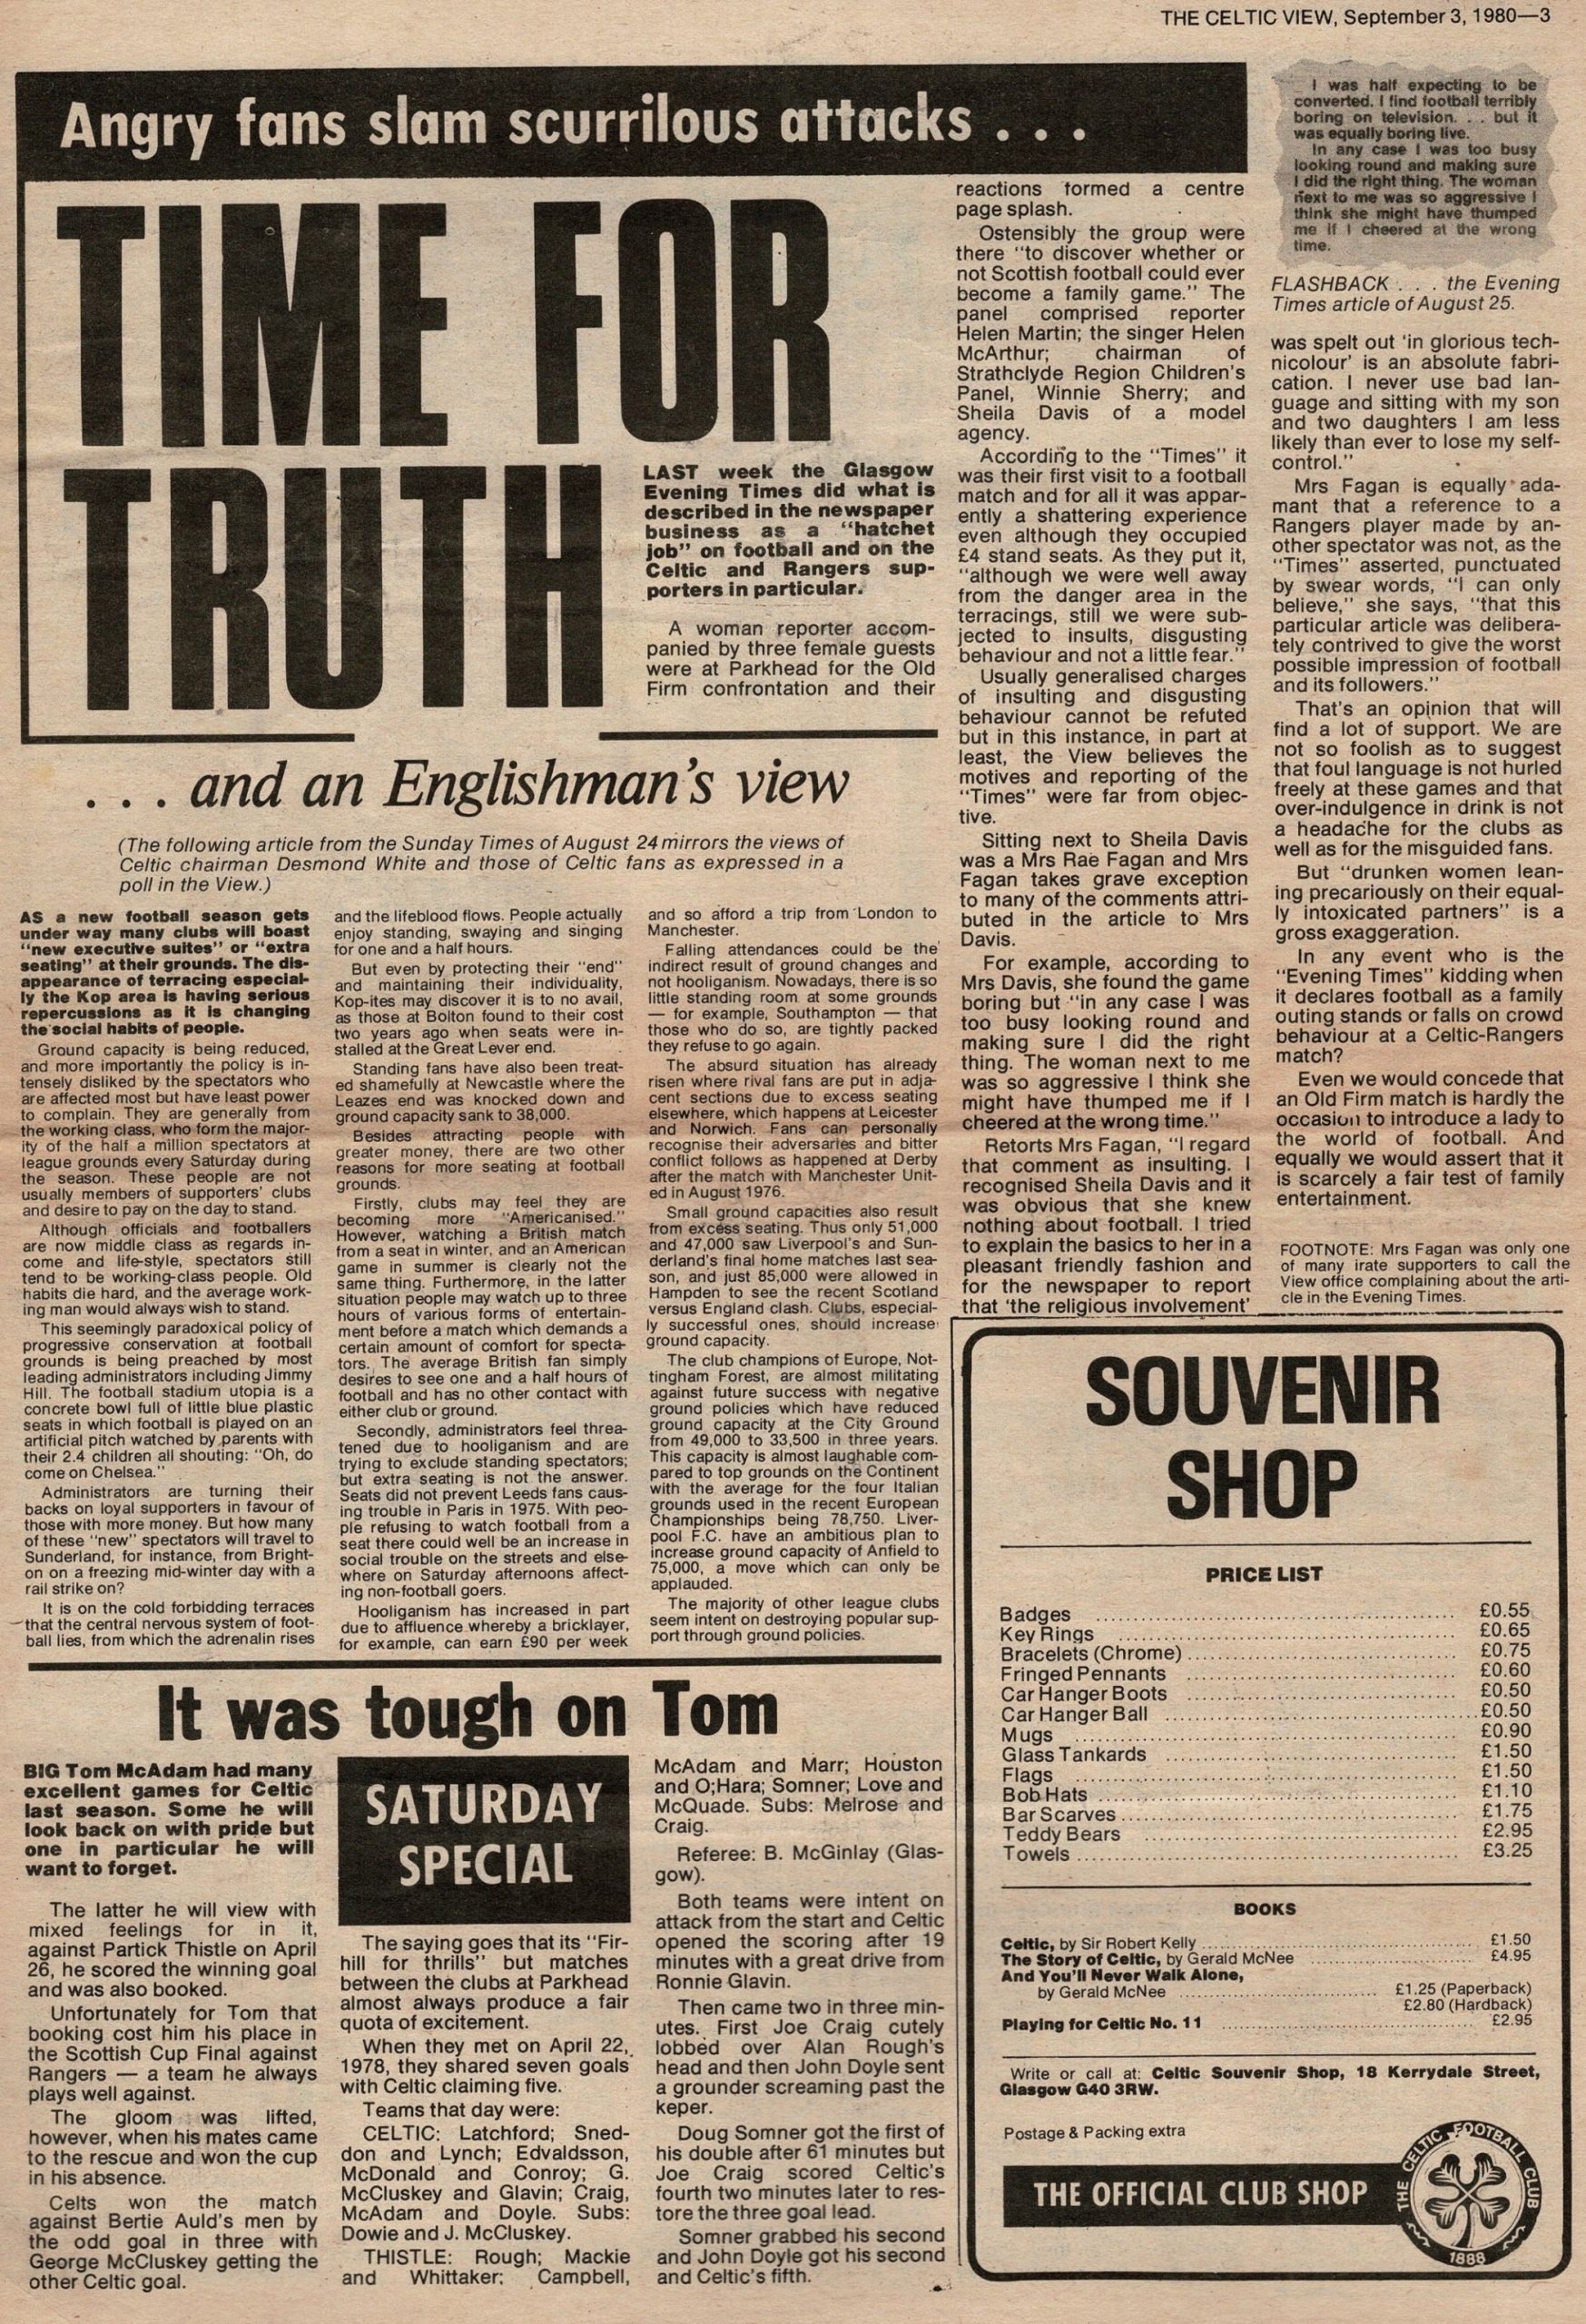 THE CELTIC VIEW, September 3, 1980—3
Angry fans slam scurrilous attacks . . .
TIME FOR
TRUTH
LAST week the Glasgow
Evening Times did what is
described in the newspaper
business as a "hatchet
job" on football and on the
Celtic and Rangers sup-
porters in particular.
A woman reporter accom-
panied by three female guests
were at Parkhead for the Old
Firm confrontation and their
reactions formed a centre
page splash.
Ostensibly the group were
there "to discover whether or
not Scottish football could ever
become a family game." The
panel comprised reporter
Helen Martin; the singer Helen
McArthur; chairman of
Strathclyde Region Children's
Panel, Winnie Sherry; and
Sheila Davis of a model
agency.
According to the "Times" it
was their first visit to a football
match and for all it was appar-
ently a shattering experience
even although they occupied
£4 stand seats. As they put it,
"although we were well away
from the danger area in the
terracings, still we were sub-
jected to insults, disgusting
behaviour and not a little fear."
Usually generalised charges
of insulting and disgusting
behaviour cannot be refuted
but in this instance, in part at
least, the View believes the
motives and reporting of the
"Times" were far from objec-
tive.
Sitting next to Sheila Davis
was a Mrs Rae Fagan and Mrs
Fagan takes grave exception
to many of the comments attri-
buted in the article to Mrs
Davis.
For example, according to
Mrs Davis, she found the game
boring but "in any case I was
too busy looking round and
making sure I did the right
thing. The woman next to me
was so aggressive I think she
might have thumped me if I
cheered at the wrong time."
Retorts Mrs Fagan, "I regard
that comment as insulting. I
recognised Sheila Davis and it
was obvious that she knew
nothing about football. I tried
to explain the basics to her in a
pleasant friendly fashion and
for the newspaper to report
that 'the religious involvement'
I was half expecting to be
converted. I find football terribly
boring on television. . . but it
was equally boring live.
In any case I was too busy
looking round and making sure
I did the right thing. The woman
next to me was so aggressive I
think she might have thumped
me if I cheered at the wrong
time.
FLASHBACK . . . the Evening
Times article of August 25.
was spelt out 'in glorious tech-
nicolour' is an absolute fabri-
cation. I never use bad lan-
guage and sitting with my son
and two daughters I am less
likely than ever to lose my self-
control."
Mrs Fagan is equally ada-
mant that a reference to a
Rangers player made by an-
other spectator was not, as the
"Times" asserted, punctuated
by swear words, "I can only
believe," she says, "that this
particular article was delibera-
tely contrived to give the worst
possible impression of football
and its followers."
That's an opinion that will
find a lot of support. We are
not so foolish as to suggest
that foul language is not hurled
freely at these games and that
over-indulgence in drink is not
a headache for the clubs as
well as for the misguided fans.
But "drunken women lean-
ing precariously on their equal-
ly intoxicated partners" is a
gross exaggeration.
In any event who is the
"Evening Times" kidding when
it declares football as a family
outing stands or falls on crowd
behaviour at a Celtic-Rangers
match?
Even we would concede that
an Old Firm match is hardly the
occasion to introduce a lady to
the world of football. And
equally we would assert that it
is scarcely a fair test of family
entertainment.
FOOTNOTE: Mrs Fagan was only one
of many irate supporters to call the
View office complaining about the arti-
cle in the Evening Times.
. . . and an Englishman's view
(The following article from the Sunday Times of August 24 mirrors the views of
Celtic chairman Desmond White and those of Celtic fans as expressed in a
poll in the View.)
AS a new football season gets
under way many clubs will boast
"new executive suites" or "extra
seating" at their grounds. The dis-
appearance of terracing especial-
ly the Kop area is having serious
repercussions as it is changing
the social habits of people.
Ground capacity is being reduced,
and more importantly the policy is in-
tensely disliked by the spectators who
are affected most but have least power
to complain. They are generally from
the working class, who form the major-
ity of the half a million spectators at
league grounds every Saturday during
the season. These people are not
usually members of supporters' clubs
and desire to pay on the day to stand.
Although officials and footballers
are now middle class as regards in-
come and life-style, spectators still
tend to be working-class people. Old
habits die hard, and the average work-
ing man would always wish to stand.
This seemingly paradoxical policy of
progressive conservation at football
grounds is being preached by most
leading administrators including Jimmy
Hill. The football stadium utopia is a
concrete bowl full of little blue plastic
seats in which football is played on an
artificial pitch watched by parents with
their 2.4 children all shouting: "Oh, do
come on Chelsea."
Administrators are turning their
backs on loyal supporters in favour of
those with more money. But how many
of these "new" spectators will travel to
Sunderland, for instance, from Bright-
on on a freezing mid-winter day with a
rail strike on?
It is on the cold forbidding terraces
that the central nervous system of foot-
ball lies, from which the adrenalin rises
and the lifeblood flows. People actually
enjoy standing, swaying and singing
for one and a half hours.
But even by protecting their "end"
and maintaining their individuality,
Kop-ites may discover it is to no avail,
as those at Bolton found to their cost
two years ago when seats were in-
stalled at the Great Lever end.
Standing fans have also been treat-
ed shamefully at Newcastle where the
Leazes end was knocked down and
ground capacity sank to 38,000.
Besides attracting people with
greater money, there are two other
reasons for more seating at football
grounds.
Firstly, clubs may feel they are
becoming more "Americanised."
However, watching a British match
from a seat in winter, and an American
game in summer is clearly not the
same thing. Furthermore, in the latter
situation people may watch up to three
hours of various forms of entertain-
ment before a match which demands a
certain amount of comfort for specta-
tors. The average British fan simply
desires to see one and a half hours of
football and has no other contact with
either club or ground.
Secondly, administrators feel threa-
tened due to hooliganism and are
trying to exclude standing spectators;
but extra seating is not the answer.
Seats did not prevent Leeds fans caus-
ing trouble in Paris in 1975. With peo-
ple refusing to watch football from a
seat there could well be an increase in
social trouble on the streets and else-
where on Saturday afternoons affect-
ing non-football goers.
Hooliganism has increased in part
due to affluence whereby a bricklayer,
for example, can earn £90 per week
and so afford a trip from London to
Manchester.
Falling attendances could be the
indirect result of ground changes and
not hooliganism. Nowadays, there is so
little standing room at some grounds
— for example, Southampton — that
those who do so, are tightly packed
they refuse to go again.
The absurd situation has already
risen where rival fans are put in adja-
cent sections due to excess seating
elsewhere, which happens at Leicester
and Norwich. Fans can personally
recognise their adversaries and bitter
conflict follows as happened at Derby
after the match with Manchester Unit-
ed in August 1976.
Small ground capacities also result
from excess seating. Thus only 51,000
and 47,000 saw Liverpool's and Sun-
derland's final home matches last sea-
son, and just 85,000 were allowed in
Hampden to see the recent Scotland
versus England clash. Clubs, especial-
ly successful ones, should increase
ground capacity.
The club champions of Europe, Not-
tingham Forest, are almost militating
against future success with negative
ground policies which have reduced
ground capacity at the City Ground
from 49,000 to 33,500 in three years.
This capacity is almost laughable com-
pared to top grounds on the Continent
with the average for the four Italian
grounds used in the recent European
Championships being 78,750. Liver-
pool F.C. have an ambitious plan to
increase ground capacity of Anfield to
75,000, a move which can only be
applauded.
The majority of other league clubs
seem intent on destroying popular sup-
port through ground policies.
It was tough on Tom
BIG Tom McAdam had many
excellent games for Celtic
last season. Some he will
look back on with pride but
one in particular he will
want to forget.
The latter he will view with
mixed feelings for in it,
against Partick Thistle on April
26, he scored the winning goal
and was also booked.
Unfortunately for Tom that
booking cost him his place in
the Scottish Cup Final against
Rangers — a team he always
plays well against.
The gloom was lifted,
however, when his mates came
to the rescue and won the cup
in his absence.
Celts won the match
against Bertie Auld's men by
the odd goal in three with
George McCluskey getting the
other Celtic goal.
SATURDAY
SPECIAL
The saying goes that its "Fir-
hill for thrills" but matches
between the clubs at Parkhead
almost always produce a fair
quota of excitement.
When they met on April 22,
1978, they shared seven goals
with Celtic claiming five.
Teams that day were:
CELTIC: Latchford; Sned-
don and Lynch; Edvaldsson,
McDonald and Conroy; G.
McCluskey and Glavin; Craig,
McAdam and Doyle. Subs:
Dowie and J. McCluskey.
THISTLE: Rough; Mackie
and Whittaker; Campbell,
McAdam and Marr; Houston
and O;Hara; Somner; Love and
McQuade. Subs: Melrose and
Craig.
Referee: B. McGinlay (Glas-
gow).
Both teams were intent on
attack from the start and Celtic
opened the scoring after 19
minutes with a great drive from
Ronnie Glavin.
Then came two in three min-
utes. First Joe Craig cutely
lobbed over Alan Rough's
head and then John Doyle sent
a grounder screaming past the
keper.
Doug Somner got the first of
his double after 61 minutes but
Joe Craig scored Celtic's
fourth two minutes later to res-
tore the three goal lead.
Somner grabbed his second
and John Doyle got his second
and Celtic's fifth.
SOUVENIR
SHOP
PRICE LIST
Badges ........ £0.55
Key Rings ........ £0.65
Bracelets (Chrome) ........ £0.75
Fringed Pennants ........ £0.60
Car Hanger Boots ........ £0.50
Car Hanger Ball ........ £0.50
Mugs ........ £0.90
Glass Tankards ........ £1.50
Flags ........ £1.50
Bob Hats ........ £1.10
Bar Scarves ........ £1.75
Teddy Bears ........ £2.95
Towels ........ £3.25
BOOKS
Celtic, by Sir Robert Kelly ........ £1.50
The Story of Celtic, by Gerald McNee ........ £4.95
And You'll Never Walk Alone,
by Gerald McNee ........ £1.25 (Paperback)
£2.80 (Hardback)
Playing for Celtic No. 11 ........ £2.95
Write or call at: Celtic Souvenir Shop, 18 Kerrydale Street,
Glasgow G40 3RW.
Postage & Packing extra
THE OFFICIAL CLUB SHOP
THE CELTIC FOOTBALL CLUB
1888